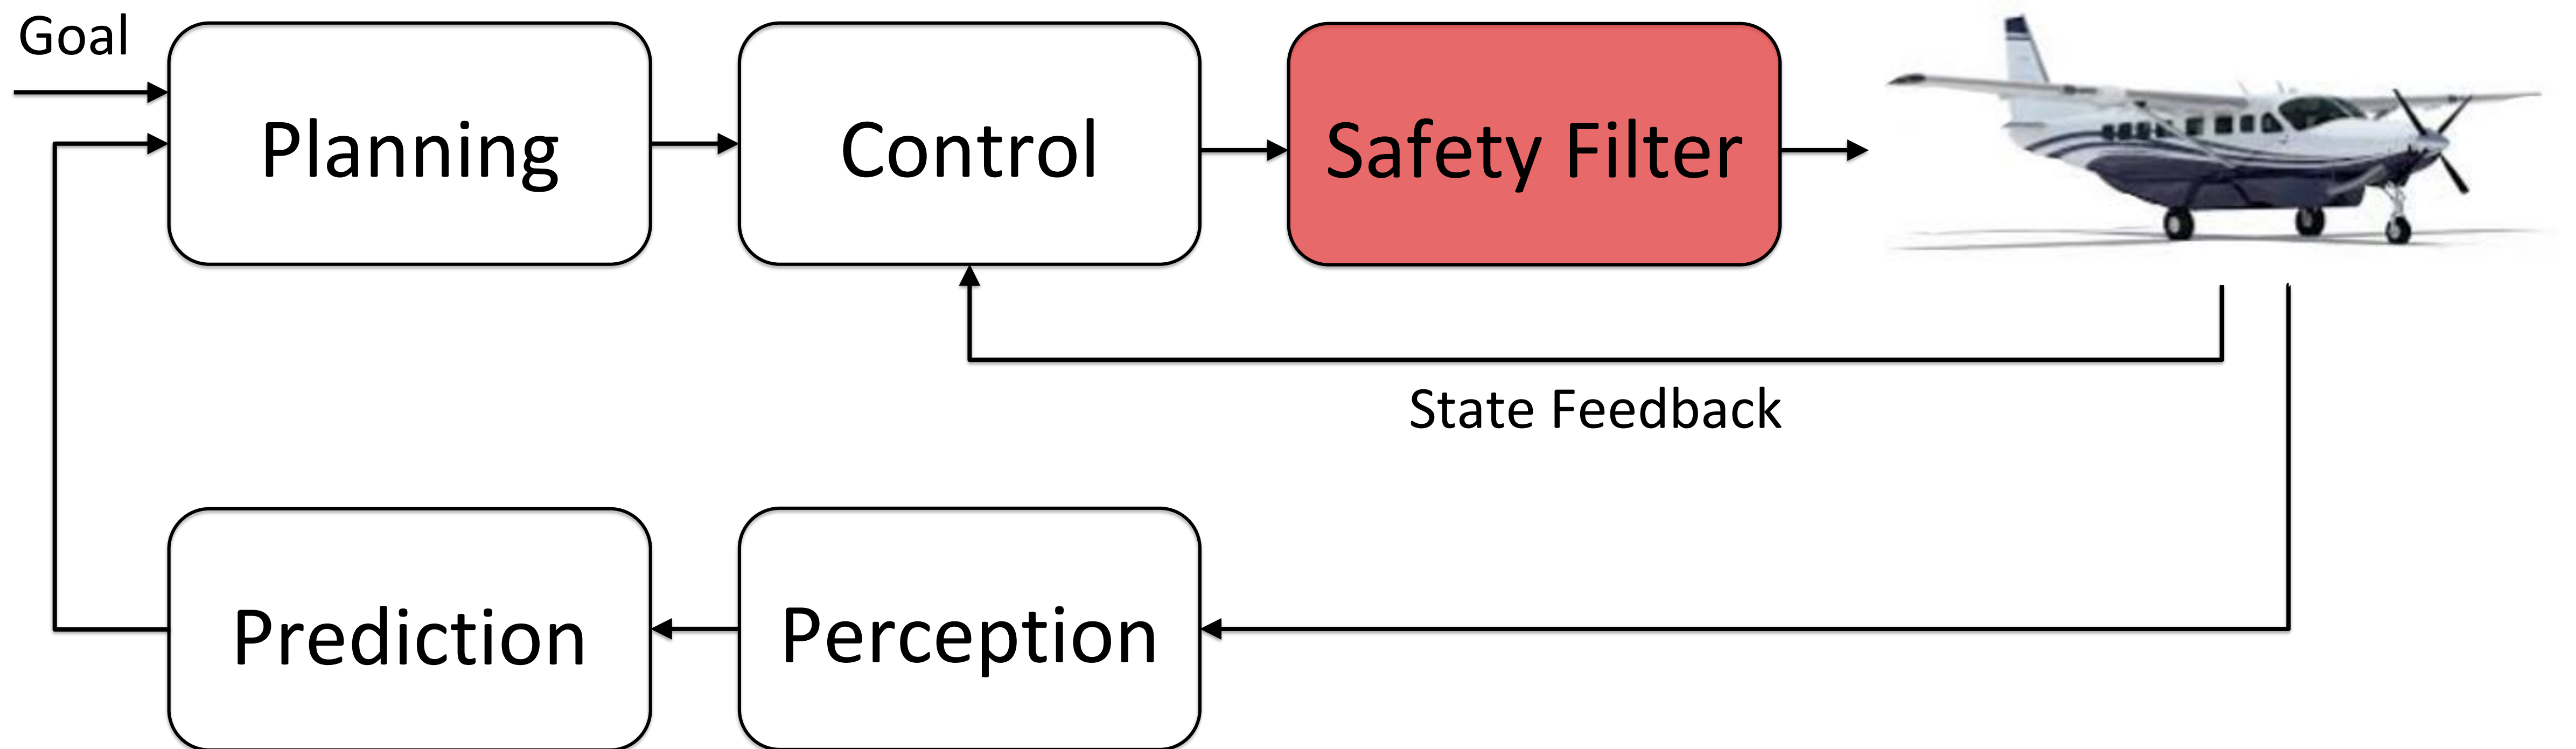 Goal
Planning
Control
Safety Filter
State Feedback
Prediction
Perception